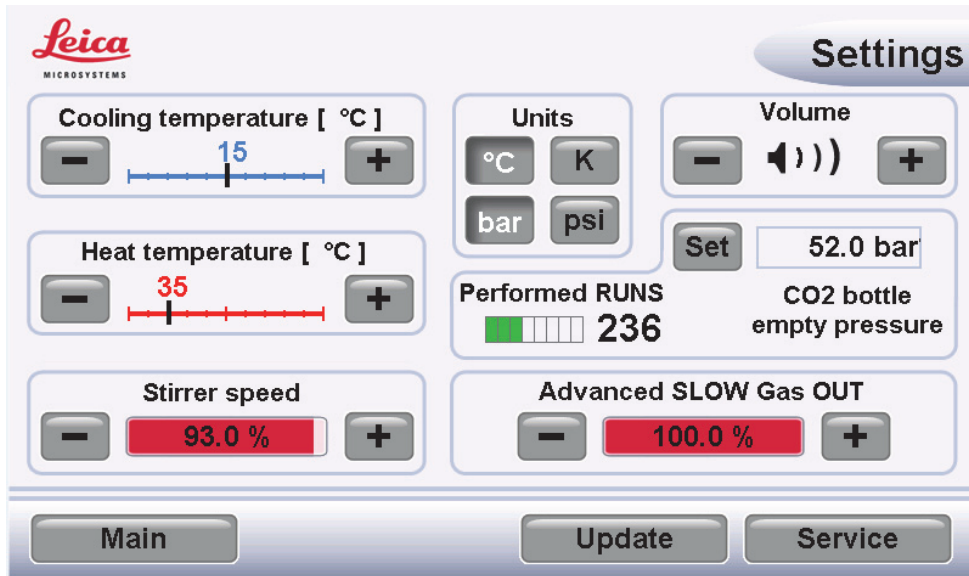 Leica
MICROSYSTEMS
Settings
Cooling temperature [ °C ]
− 15 +
Units
°C K
bar psi
Volume
− +
Set 52.0 bar
CO2 bottle
empty pressure
Heat temperature [ °C ]
− 35 +
Performed RUNS
236
Stirrer speed
− 93.0 % +
Advanced SLOW Gas OUT
− 100.0 % +
Main Update Service